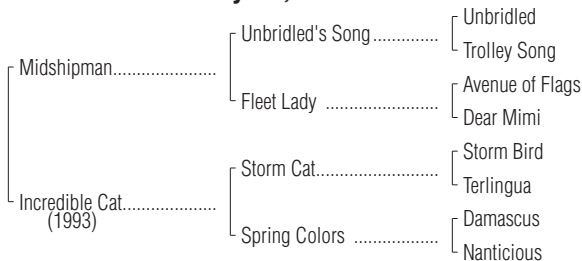 Unbridled
Unbridled's Song..............
Trolley Song
Midshipman......................
Avenue of Flags
Fleet Lady ........................
Dear Mimi
Storm Bird
Storm Cat..........................
Terlingua
Incredible Cat....................
(1993)
Damascus
Spring Colors ..................
Nanticious